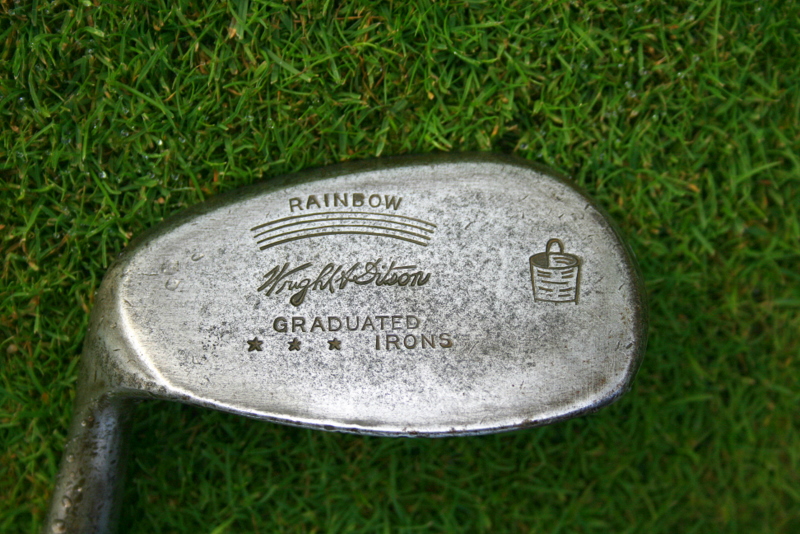 RAINBOW
Wright & Ditson
GRADUATED
★ ★ ★ IRONS